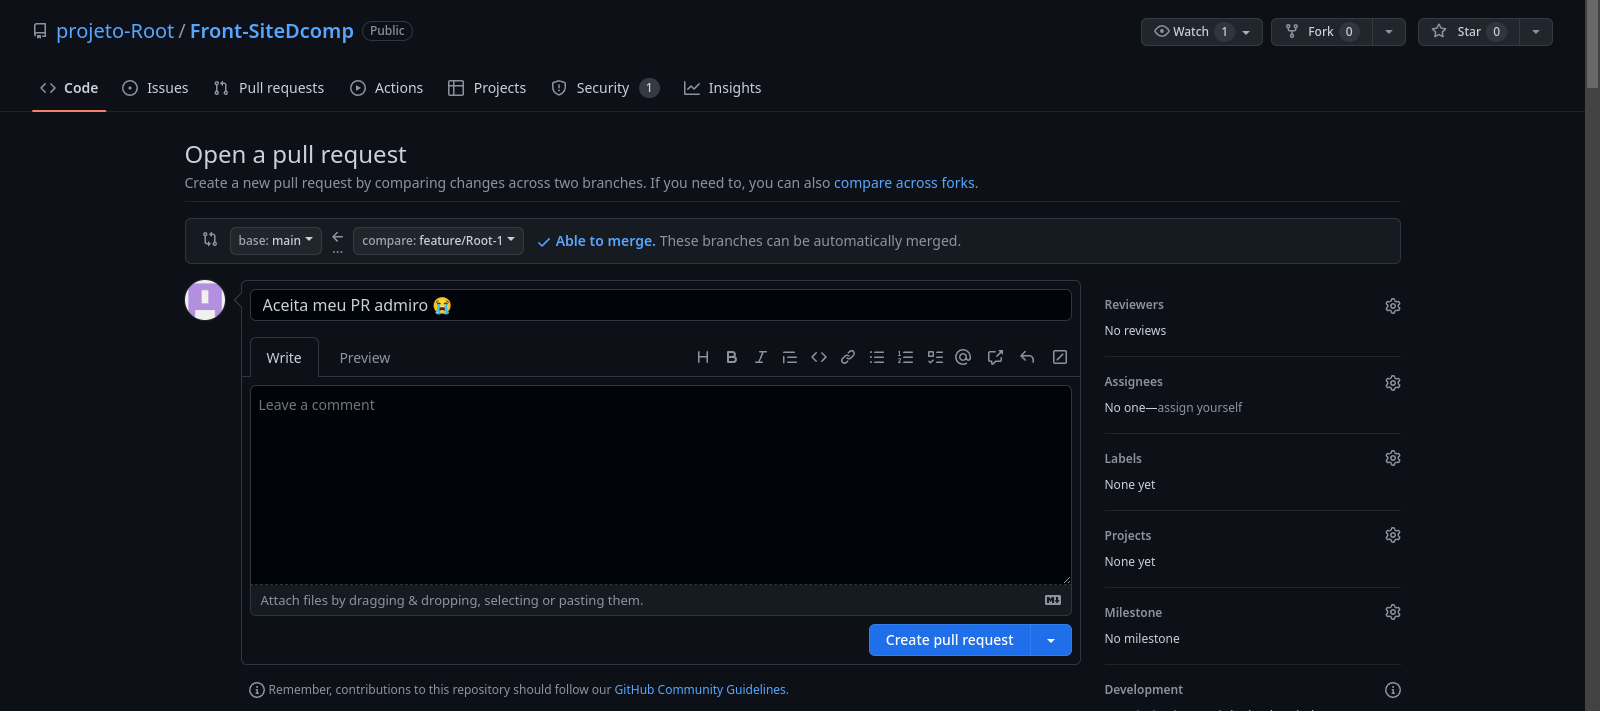 projeto-Root / Front-SiteDcomp Public Watch 1 Fork 0 Star 0
Code Issues Pull requests Actions Projects Security 1 Insights
Open a pull request
Create a new pull request by comparing changes across two branches. If you need to, you can also compare across forks.
base: main compare: feature/Root-1 Able to merge. These branches can be automatically merged.
Aceita meu PR admiro 😭
Write Preview
Leave a comment
Attach files by dragging & dropping, selecting or pasting them.
Create pull request
Remember, contributions to this repository should follow our GitHub Community Guidelines.
Reviewers
No reviews
Assignees
No one—assign yourself
Labels
None yet
Projects
None yet
Milestone
No milestone
Development